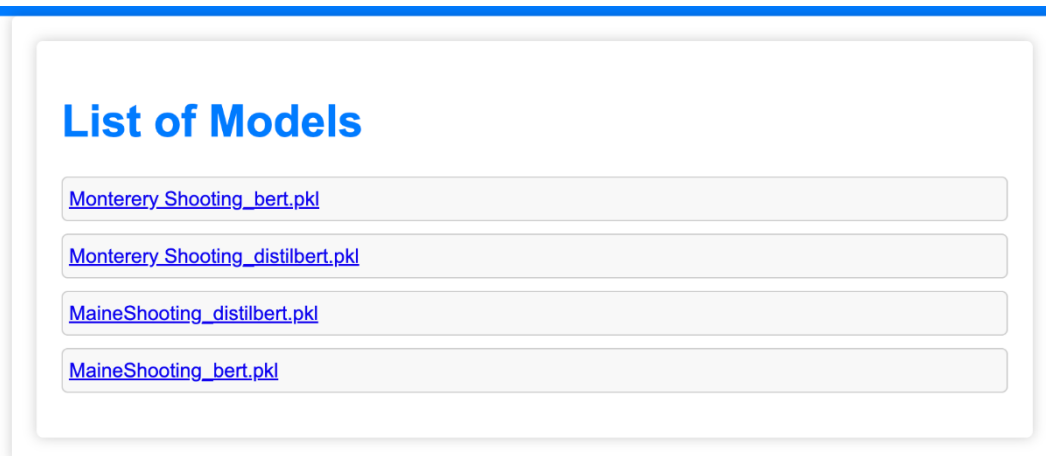 List of Models
Monterery Shooting_bert.pkl
Monterery Shooting_distilbert.pkl
MaineShooting_distilbert.pkl
MaineShooting_bert.pkl